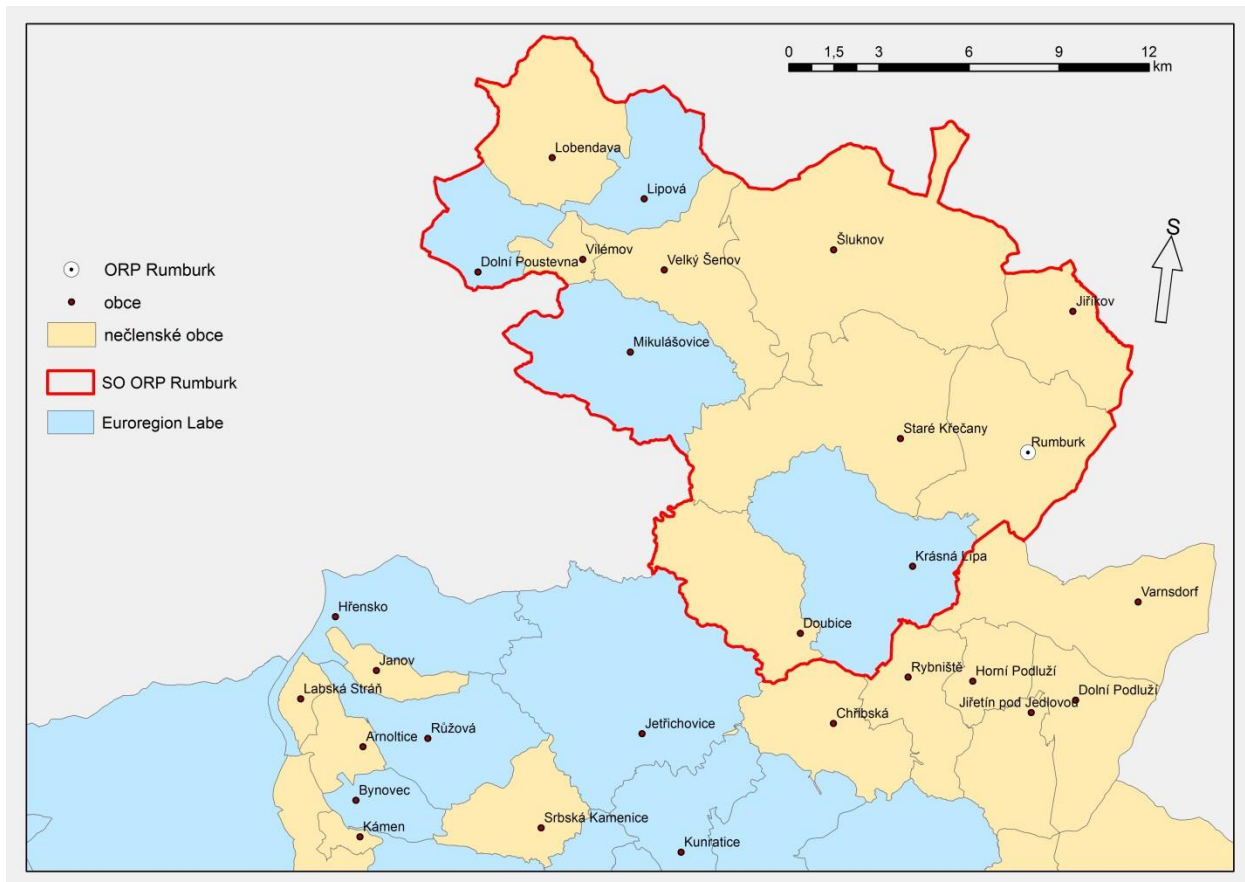 0 1,5 3 6 9 12
km
Lobendava
Lipová
S
Šluknov
Vilémov
Velký Šenov
Dolní Poustevna
ORP Rumburk
obce
Jiříkov
nečlenské obce
Mikulášovice
SO ORP Rumburk
Euroregion Labe
Staré Křečany
Rumburk
Krásná Lípa
Varnsdorf
Hřensko
Doubice
Janov
Rybniště
Horní Podluží
Labská Stráň
Dolní Podluží
Jiřetín pod Jedlovou
Chřibská
Jetřichovice
Růžová
Arnoltice
Bynovec
Srbská Kamenice
Kámen
Kunratice